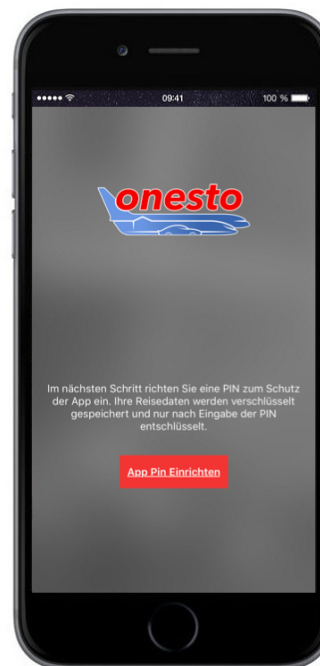 09:41
100 %
onesto
Im nächsten Schritt richten Sie eine PIN zum Schutz
der App ein. Ihre Reisedaten werden verschlüsselt
gespeichert und nur nach Eingabe der PIN
entschlüsselt.
App Pin Einrichten